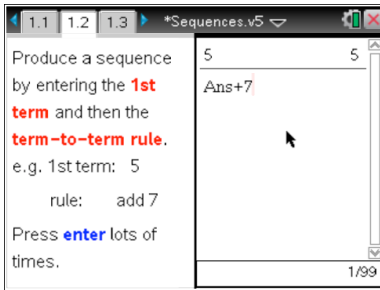 1.1 1.2 1.3 *Sequences.v5
Produce a sequence
by entering the 1st
term and then the
term-to-term rule.
e.g. 1st term: 5
rule: add 7
Press enter lots of
times.
5 5
Ans+7
1/99